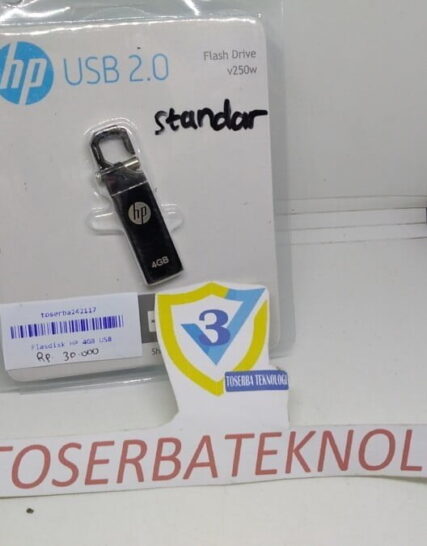 hp USB 2.0
Flash Drive
v250w
standar
hp
4GB
toserba242117
Flasdisk HP 4GB USB
Rp. 30.000
3
TOSERBA TEKNOLOGI
TOSERBATEKNOL